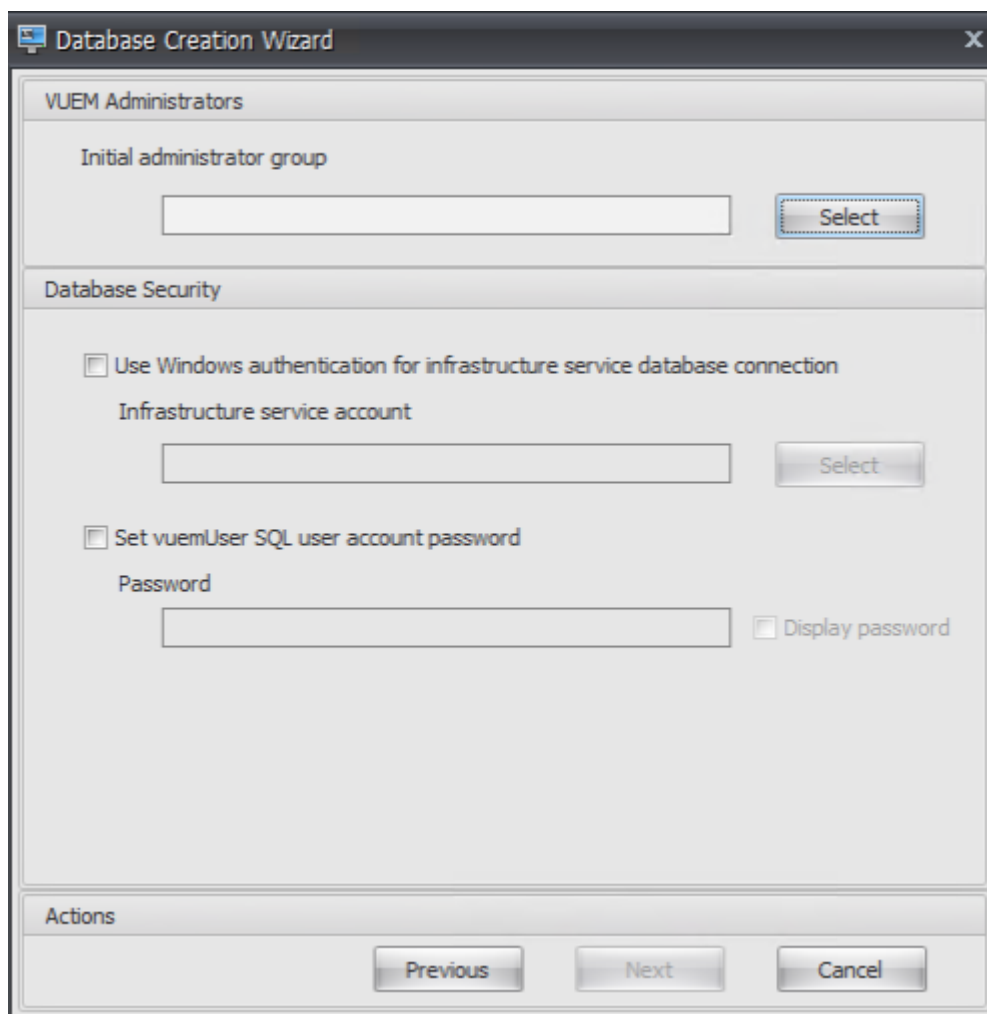 Database Creation Wizard
VUEM Administrators
Initial administrator group
Select
Database Security
Use Windows authentication for infrastructure service database connection
Infrastructure service account
Select
Set vuemUser SQL user account password
Password
Display password
Actions
Previous Next Cancel